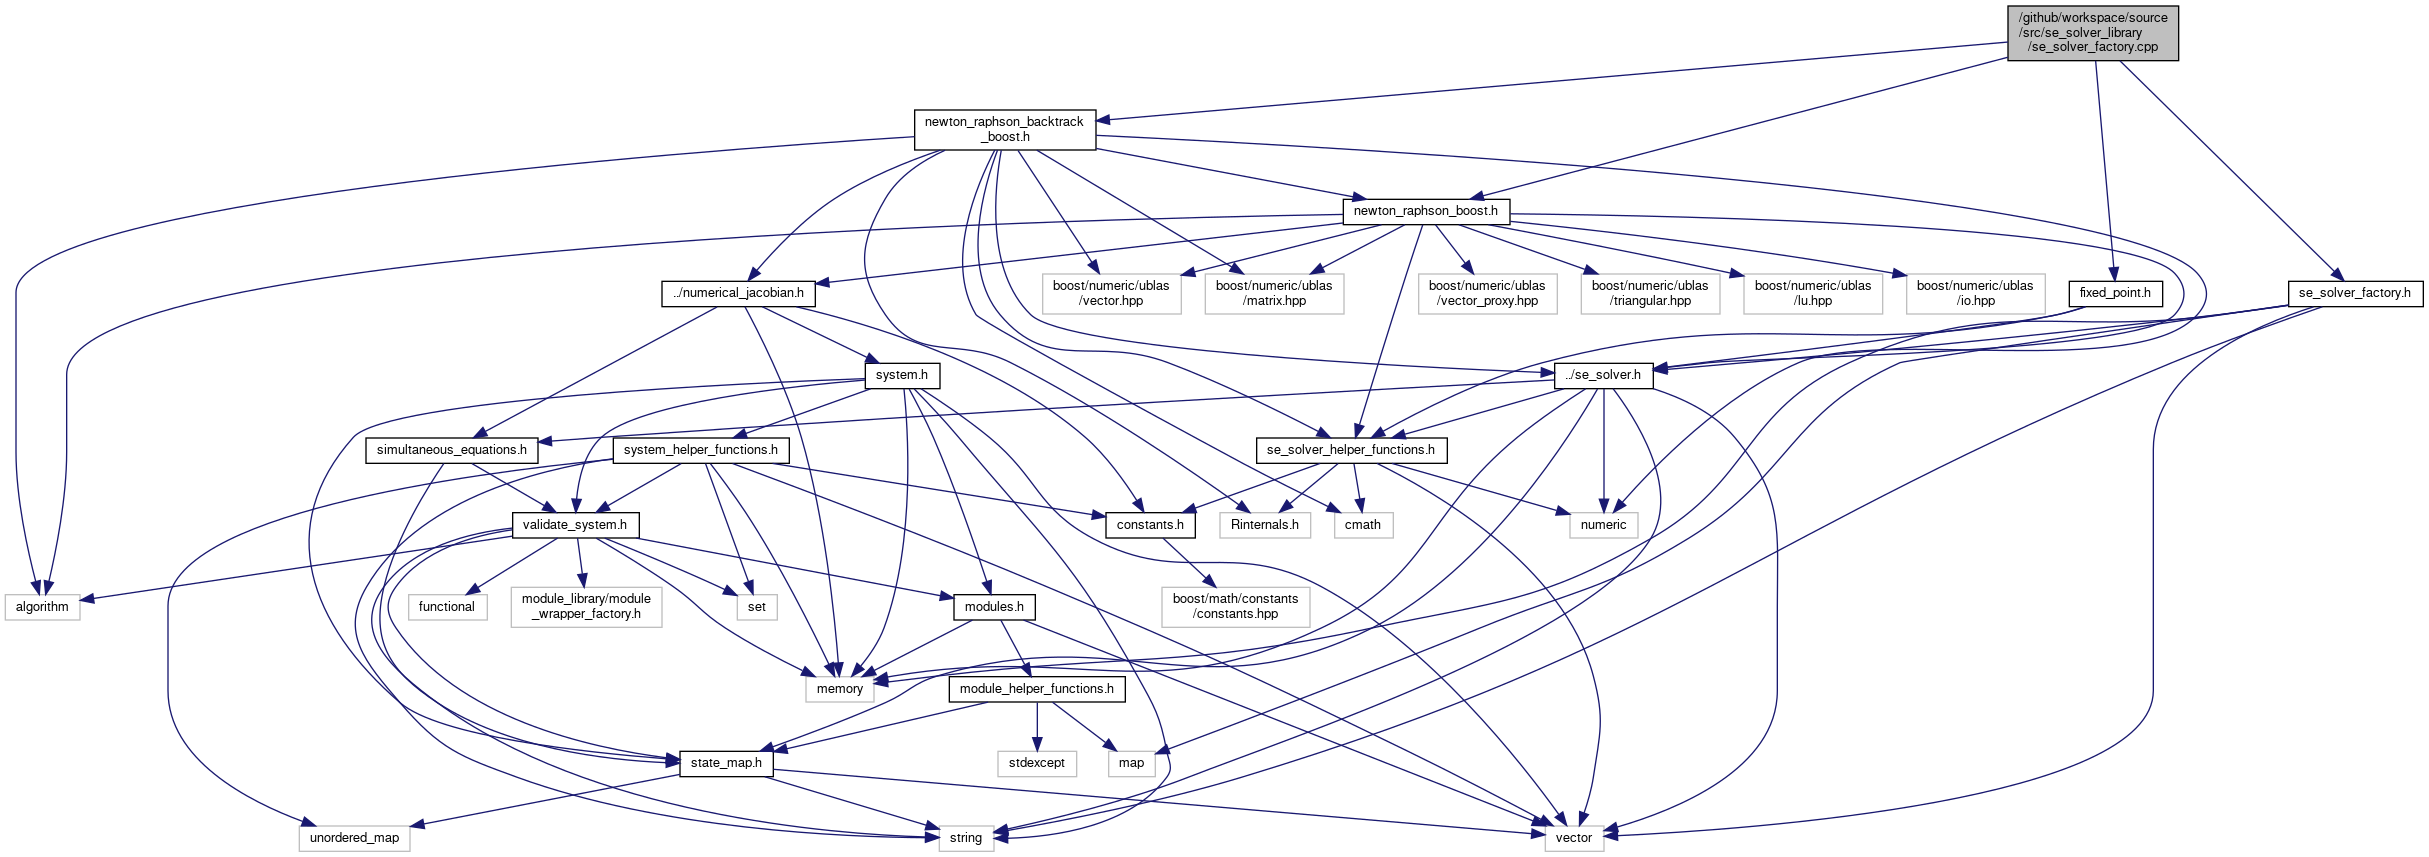 /github/workspace/source
/src/se_solver_library
/se_solver_factory.cpp
newton_raphson_backtrack
_boost.h
newton_raphson_boost.h
../numerical_jacobian.h
boost/numeric/ublas
/vector.hpp
boost/numeric/ublas
/matrix.hpp
boost/numeric/ublas
/vector_proxy.hpp
boost/numeric/ublas
/triangular.hpp
boost/numeric/ublas
/lu.hpp
boost/numeric/ublas
/io.hpp
fixed_point.h
se_solver_factory.h
system.h
../se_solver.h
simultaneous_equations.h
system_helper_functions.h
se_solver_helper_functions.h
validate_system.h
constants.h
Rinternals.h
cmath
numeric
algorithm
functional
module_library/module
_wrapper_factory.h
set
modules.h
boost/math/constants
/constants.hpp
memory
module_helper_functions.h
state_map.h
stdexcept
map
unordered_map
string
vector